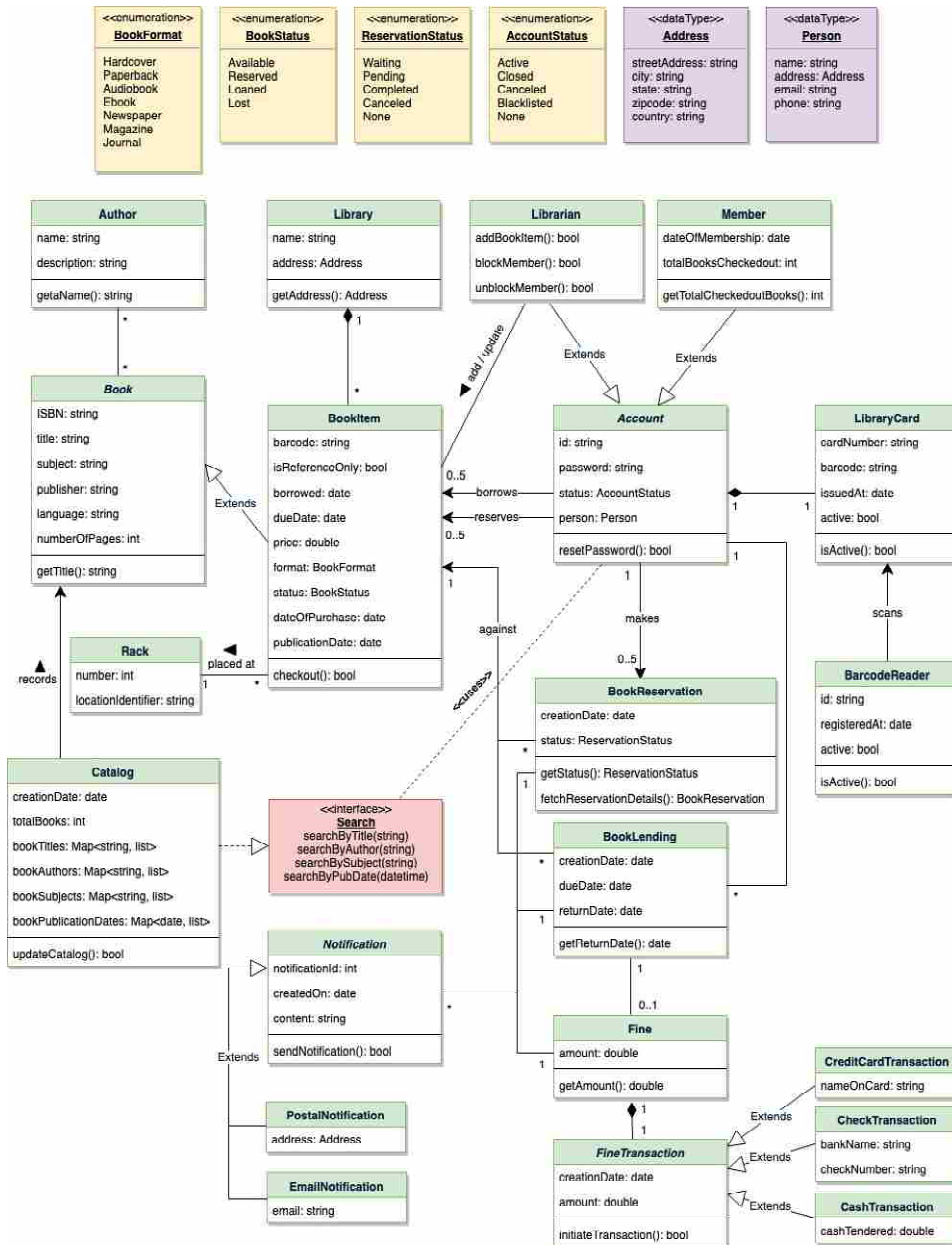 <<enumeration>>
BookFormat
Hardcover
Paperback
Audiobook
Ebook
Newspaper
Magazine
Journal
<<enumeration>>
BookStatus
Available
Reserved
Loaned
Lost
<<enumeration>>
ReservationStatus
Waiting
Pending
Completed
Canceled
None
<<enumeration>>
AccountStatus
Active
Closed
Canceled
Blacklisted
None
<<dataType>>
Address
streetAddress: string
city: string
state: string
zipcode: string
country: string
<<dataType>>
Person
name: string
address: Address
email: string
phone: string
Author
name: string
description: string
getaName(): string
Library
name: string
address: Address
getAddress(): Address
Librarian
addBookItem(): bool
blockMember(): bool
unblockMember(): bool
Member
dateOfMembership: date
totalBooksCheckedout: int
getTotalCheckedoutBooks(): int
*
*
1
*
add / update
Extends
Extends
Book
ISBN: string
title: string
subject: string
publisher: string
language: string
numberOfPages: int
getTitle(): string
Extends
BookItem
barcode: string
isReferenceOnly: bool
borrowed: date
dueDate: date
price: double
format: BookFormat
status: BookStatus
dateOfPurchase: date
publicationDate: date
checkout(): bool
0..5
borrows
reserves
0..5
1
Account
id: string
password: string
status: AccountStatus
person: Person
resetPassword(): bool
1
1
1
1
LibraryCard
cardNumber: string
barcode: string
issuedAt: date
active: bool
isActive(): bool
against
makes
0..5
scans
Rack
number: int
locationIdentifier: string
placed at
1
*
records
<<uses>>
BookReservation
creationDate: date
status: ReservationStatus
getStatus(): ReservationStatus
fetchReservationDetails(): BookReservation
*
1
BarcodeReader
id: string
registeredAt: date
active: bool
isActive(): bool
Catalog
creationDate: date
totalBooks: int
bookTitles: Map<string, list>
bookAuthors: Map<string, list>
bookSubjects: Map<string, list>
bookPublicationDates: Map<date, list>
updateCatalog(): bool
<<interface>>
Search
searchByTitle(string)
searchByAuthor(string)
searchBySubject(string)
searchByPubDate(datetime)
BookLending
creationDate: date
dueDate: date
returnDate: date
getReturnDate(): date
*
1
*
1
0..1
Notification
notificationId: int
createdOn: date
content: string
sendNotification(): bool
*
Extends
Fine
amount: double
getAmount(): double
1
1
1
PostalNotification
address: Address
EmailNotification
email: string
FineTransaction
creationDate: date
amount: double
initiateTransaction(): bool
Extends
Extends
Extends
CreditCardTransaction
nameOnCard: string
CheckTransaction
bankName: string
checkNumber: string
CashTransaction
cashTendered: double